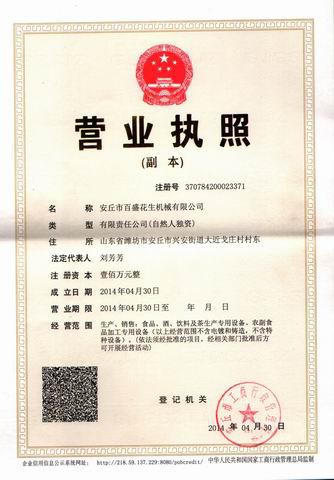 营业执照
(副 本)
注册号 370784200023371
名称 安丘市百盛花生机械有限公司
类型 有限责任公司(自然人独资)
住所 山东省潍坊市安丘市兴安街道大近戈庄村村东
法定代表人 刘芳芳
注册资本 壹佰万元整
成立日期 2014年04月30日
营业期限 2014年04月30日至 年 月 日
经营范围 生产、销售:食品、酒、饮料及茶生产专用设备,农副食
品加工专用设备(以上经营范围不含电镀和铸造,不含特
种设备)。(依法须经批准的项目,经相关部门批准后方
可开展经营活动)
登记机关
安丘市工商行政管理局
2014年04月30日
企业信用信息公示系统网址: http://218.59.137.229:8080/pubcredit/ 中华人民共和国国家工商行政管理总局监制